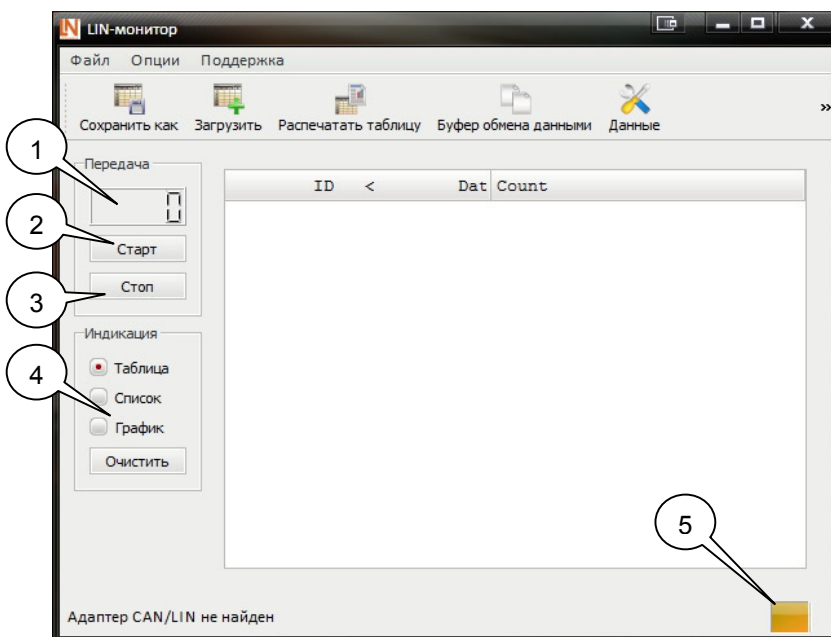 LIN-монитор
Файл Опции Поддержка
Сохранить как Загрузить Распечатать таблицу Буфер обмена данными Данные »
1
Передача
0
ID < Dat Count
2
Старт
3
Стоп
Индикация
4
Таблица
Список
График
Очистить
5
Адаптер CAN/LIN не найден